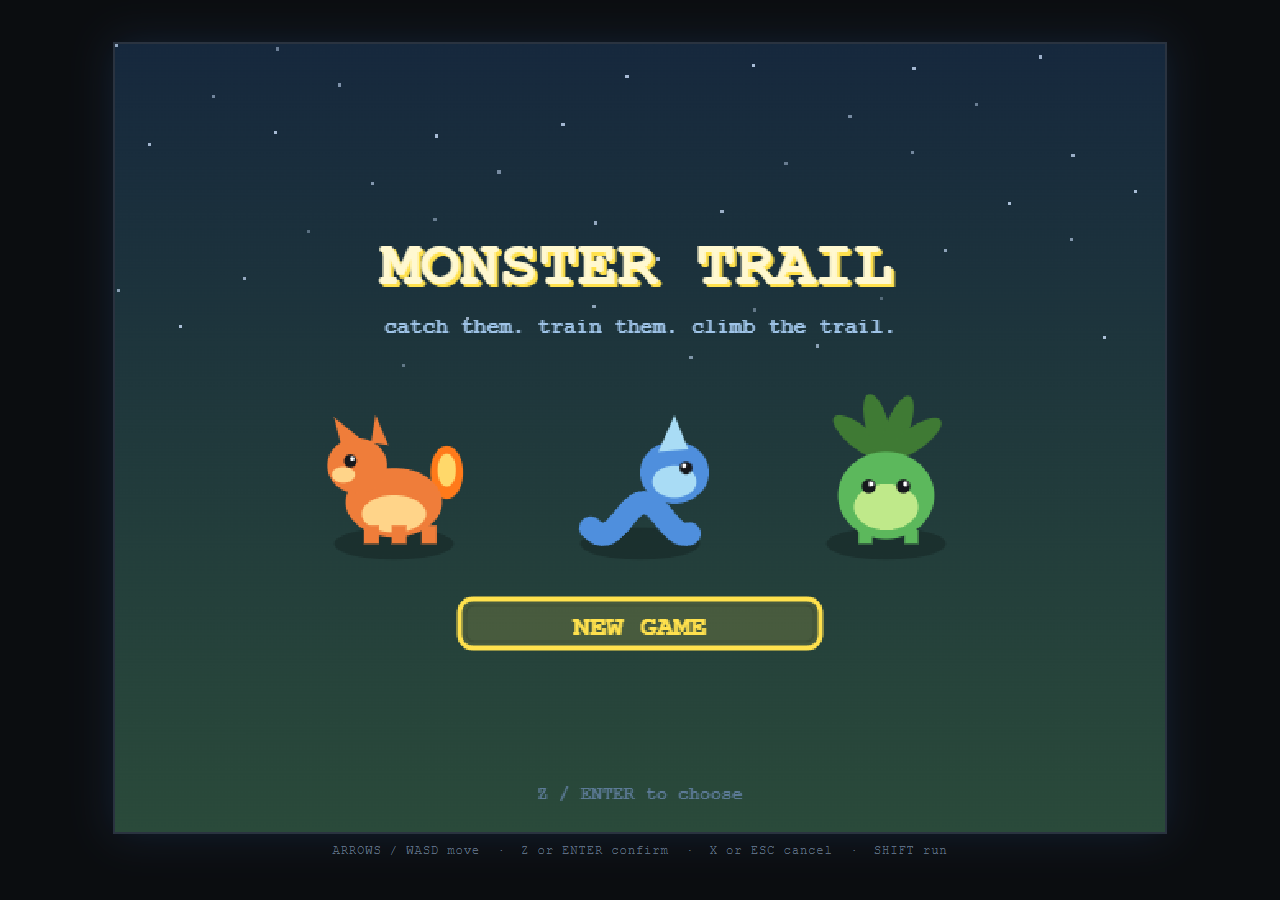 MONSTER TRAIL
catch them. train them. climb the trail.
NEW GAME
Z / ENTER to choose
ARROWS / WASD move · Z or ENTER confirm · X or ESC cancel · SHIFT run